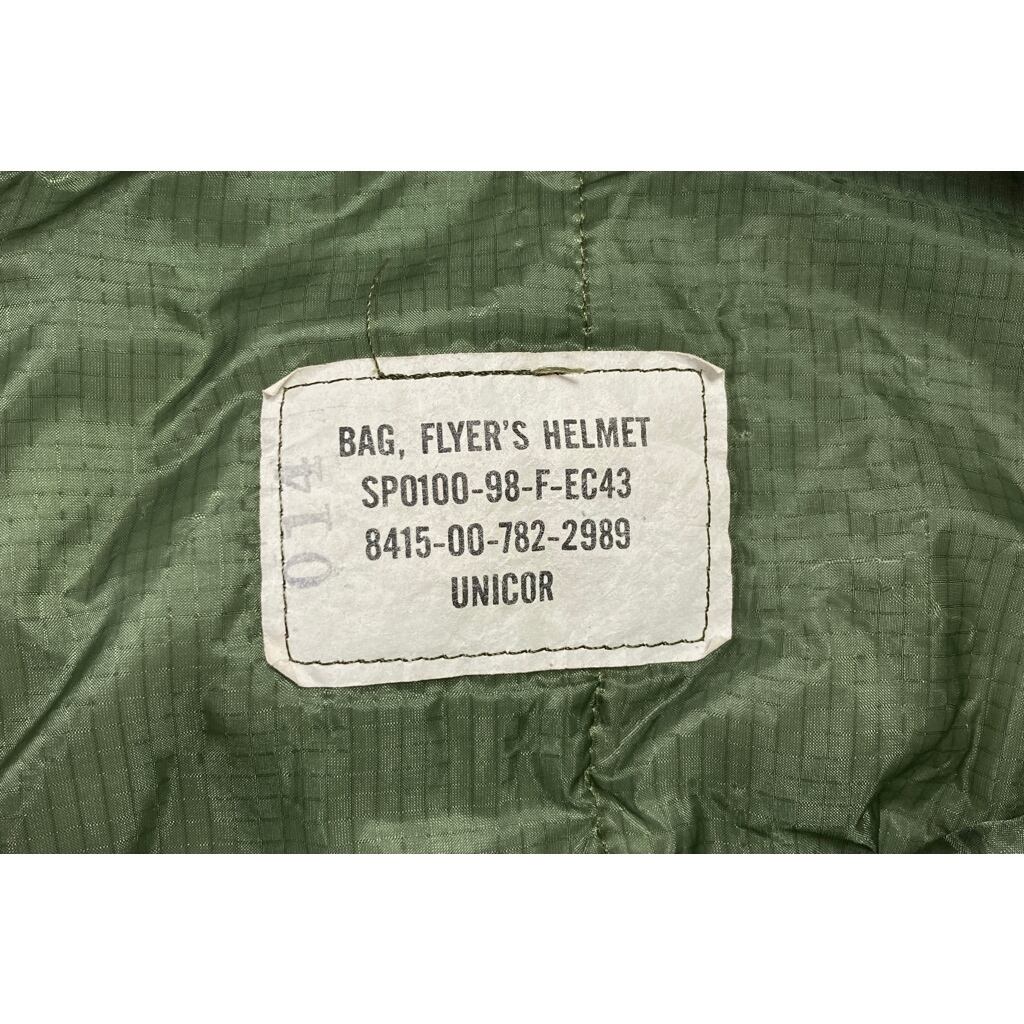 BAG, FLYER'S HELMET
SP0100-98-F-EC43
8415-00-782-2989
UNICOR
014